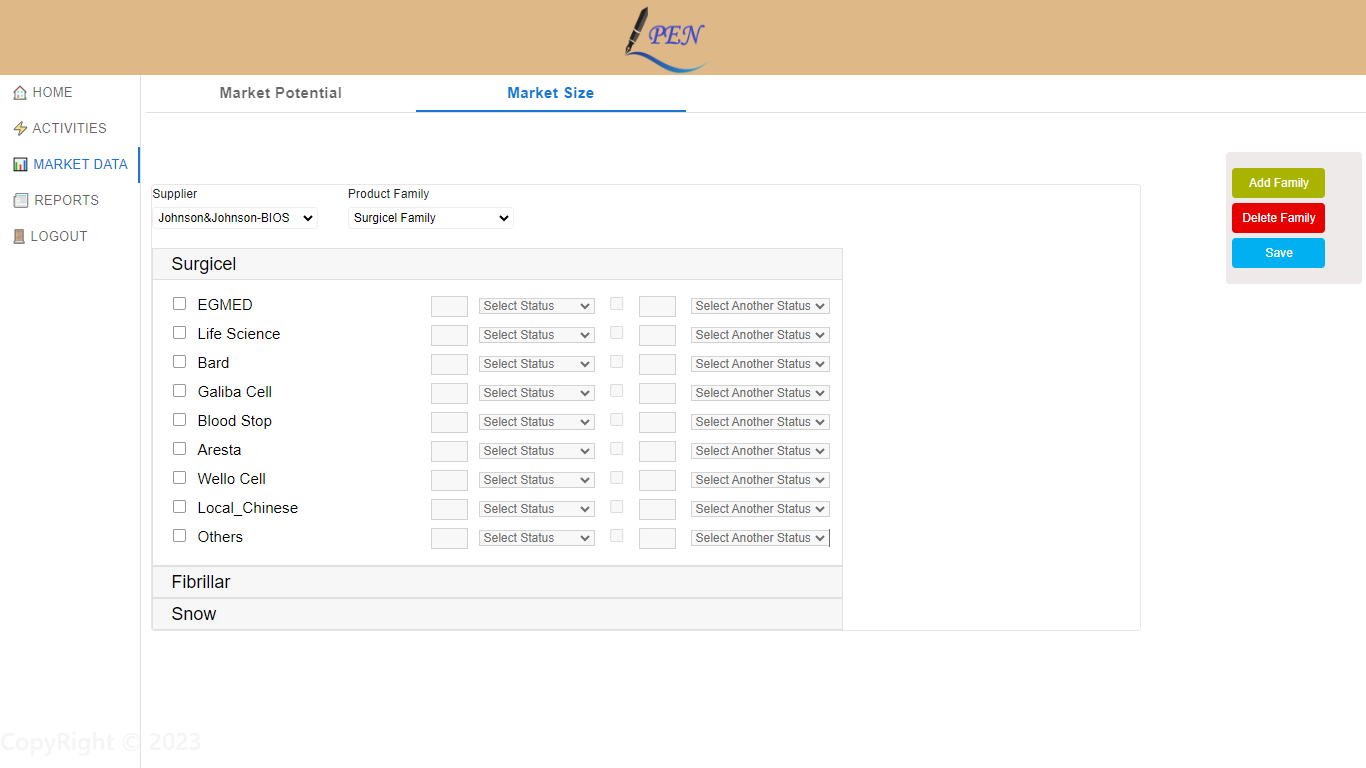 PEN
HOME
ACTIVITIES
MARKET DATA
REPORTS
LOGOUT
Market Potential Market Size
Supplier Product Family
Johnson&Johnson-BIOS Surgicel Family
Add Family
Delete Family
Save
Surgicel
EGMED Select Status Select Another Status
Life Science Select Status Select Another Status
Bard Select Status Select Another Status
Galiba Cell Select Status Select Another Status
Blood Stop Select Status Select Another Status
Aresta Select Status Select Another Status
Wello Cell Select Status Select Another Status
Local_Chinese Select Status Select Another Status
Others Select Status Select Another Status
Fibrillar
Snow
CopyRight © 2023